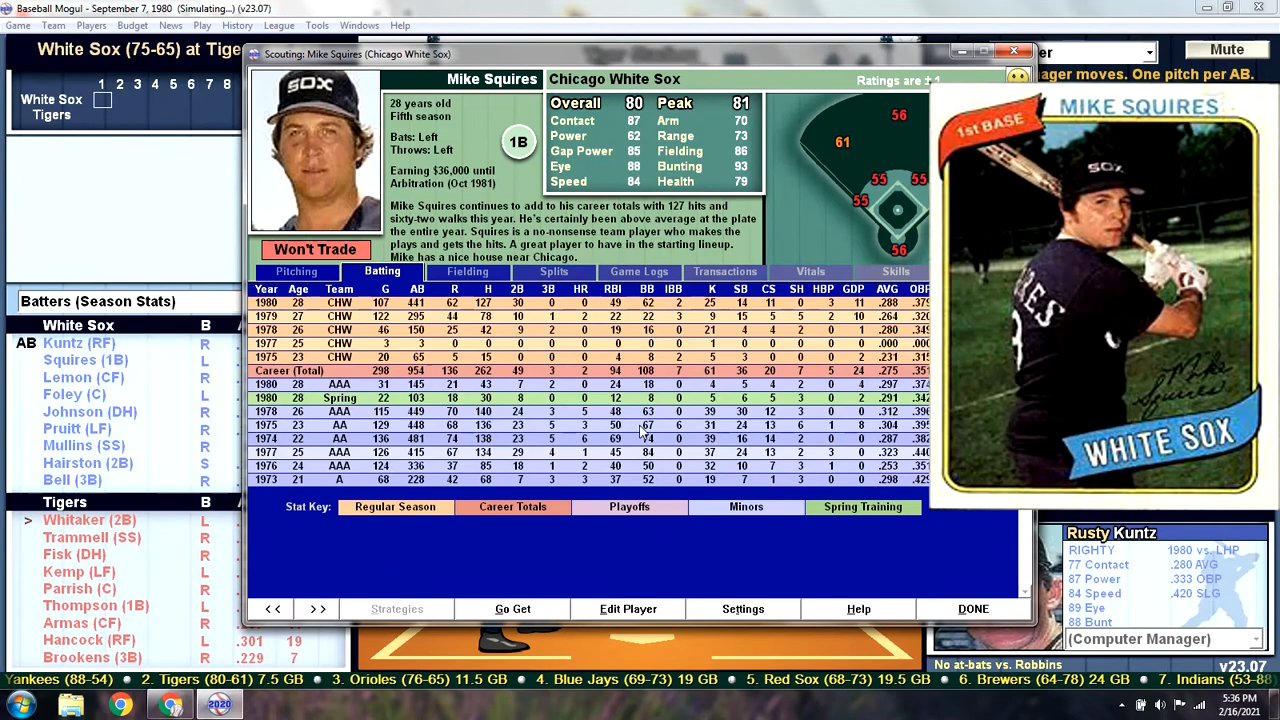 Baseball Mogul - September 7, 1980 (Simulating...) (v23.07)
Game Team Players Budget News Play History League Tools Windows Help
White Sox (75-65) at Tige
Mute
ager moves. One pitch per AB.
1 2 3 4 5 6 7 8
White Sox
Tigers
Scouting: Mike Squires (Chicago White Sox)
Mike Squires Chicago White Sox Ratings are ± 1
28 years old
Fifth season
Bats: Left
Throws: Left
Earning $36,000 until
Arbitration (Oct 1981)
1B
Overall 80 Peak 81
Contact 87 Arm 70
Power 62 Range 73
Gap Power 85 Fielding 86
Eye 88 Bunting 93
Speed 84 Health 79
56
61
55 55
55
56
Mike Squires continues to add to his career totals with 127 hits and
sixty-two walks this year. He's certainly been above average at the plate
the entire year. Squires is a no-nonsense team player who makes the
plays and gets the hits. A great player to have in the starting lineup.
Mike has a nice house near Chicago.
Won't Trade
Pitching Batting Fielding Splits Game Logs Transactions Vitals Skills
Year Age Team G AB R H 2B 3B HR RBI BB IBB K SB CS SH HBP GDP AVG OBP
1980 28 CHW 107 441 62 127 30 0 0 49 62 2 25 14 11 0 3 11 .288 .379
1979 27 CHW 122 295 44 78 10 1 2 22 22 3 9 15 5 5 2 10 .264 .320
1978 26 CHW 46 150 25 42 9 2 0 19 16 0 21 4 4 2 0 1 .280 .349
1977 25 CHW 3 3 0 0 0 0 0 0 0 0 1 0 0 0 0 0 .000 .000
1975 23 CHW 20 65 5 15 0 0 0 4 8 2 5 3 0 0 0 2 .231 .315
Career (Total) 298 954 136 262 49 3 2 94 108 7 61 36 20 7 5 24 .275 .351
1980 28 AAA 31 145 21 43 7 2 0 24 18 0 4 5 4 2 0 4 .297 .374
1980 28 Spring 22 103 18 30 8 0 0 12 8 0 5 6 5 3 0 2 .291 .342
1978 26 AAA 115 449 70 140 24 3 5 48 63 0 39 30 12 3 0 0 .312 .396
1975 23 AA 129 448 68 136 23 5 3 50 67 6 31 24 13 6 1 8 .304 .395
1974 22 AA 136 481 74 138 23 5 6 69 74 0 39 16 14 2 0 0 .287 .382
1977 25 AAA 126 415 67 134 29 4 1 45 84 0 37 24 13 2 3 0 .323 .440
1976 24 AAA 124 336 37 85 18 1 2 40 50 0 32 10 7 3 1 0 .253 .351
1973 21 A 68 228 42 68 7 3 3 37 52 0 19 7 1 3 0 0 .298 .429
Stat Key: Regular Season Career Totals Playoffs Minors Spring Training
<< >> Strategies Go Get Edit Player Settings Help DONE
MIKE SQUIRES
1st BASE
SOX
WHITE SOX
Batters (Season Stats)
White Sox B
AB Kuntz (RF) R
Squires (1B) L
Lemon (CF) R
Foley (C) L
Johnson (DH) R
Pruitt (LF) R
Mullins (SS) R
Hairston (2B) S
Bell (3B) R
Tigers B
> Whitaker (2B) L
Trammell (SS) R
Fisk (DH) R
Kemp (LF) L
Parrish (C) R
Thompson (1B) L
Armas (CF) R
Hancock (RF) L .301 19
Brookens (3B) R .229 7
Rusty Kuntz
RIGHTY 1980 vs. LHP
77 Contact .280 AVG
87 Power .333 OBP
84 Speed .420 SLG
89 Eye
88 Bunt
(Computer Manager)
No at-bats vs. Robbins v23.07
Yankees (88-54) 2. Tigers (80-61) 7.5 GB 3. Orioles (76-65) 11.5 GB 4. Blue Jays (69-73) 19 GB 5. Red Sox (68-73) 19.5 GB 6. Brewers (64-78) 24 GB 7. Indians (53-88)
2020
5:36 PM
2/16/2021